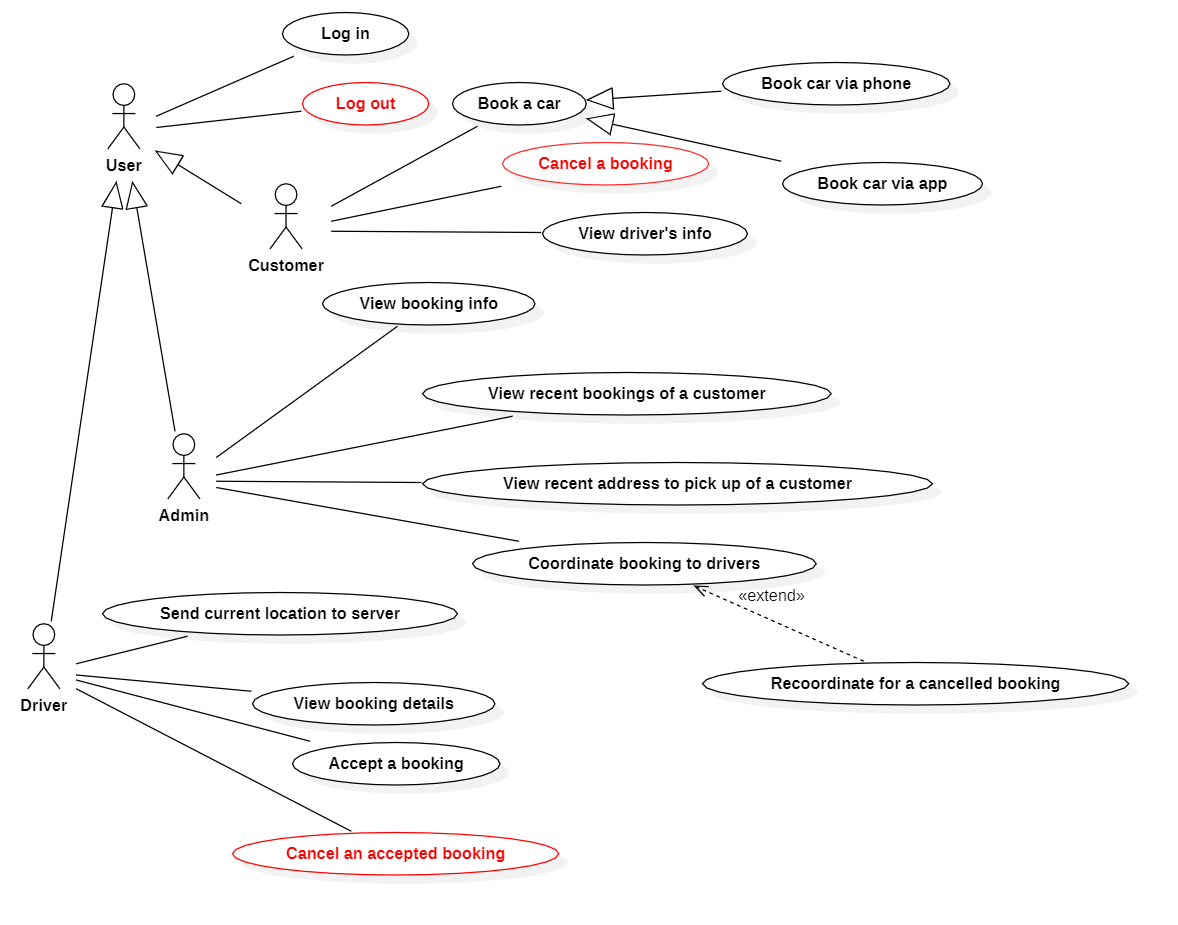 Log in
Log out
Book a car
Book car via phone
User
Cancel a booking
Book car via app
View driver's info
Customer
View booking info
View recent bookings of a customer
View recent address to pick up of a customer
Admin
Coordinate booking to drivers
«extend»
Send current location to server
Recoordinate for a cancelled booking
Driver
View booking details
Accept a booking
Cancel an accepted booking